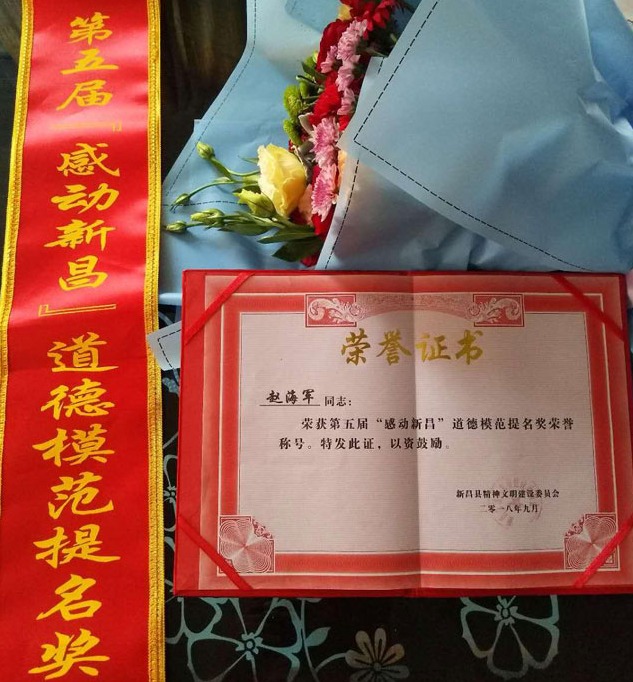 第五届『感动新昌』道德模范提名奖
荣誉证书
赵海军 同志：
荣获第五届“感动新昌”道德模范提名奖荣誉
称号。特发此证，以资鼓励。
新昌县精神文明建设委员会
二零一八年九月